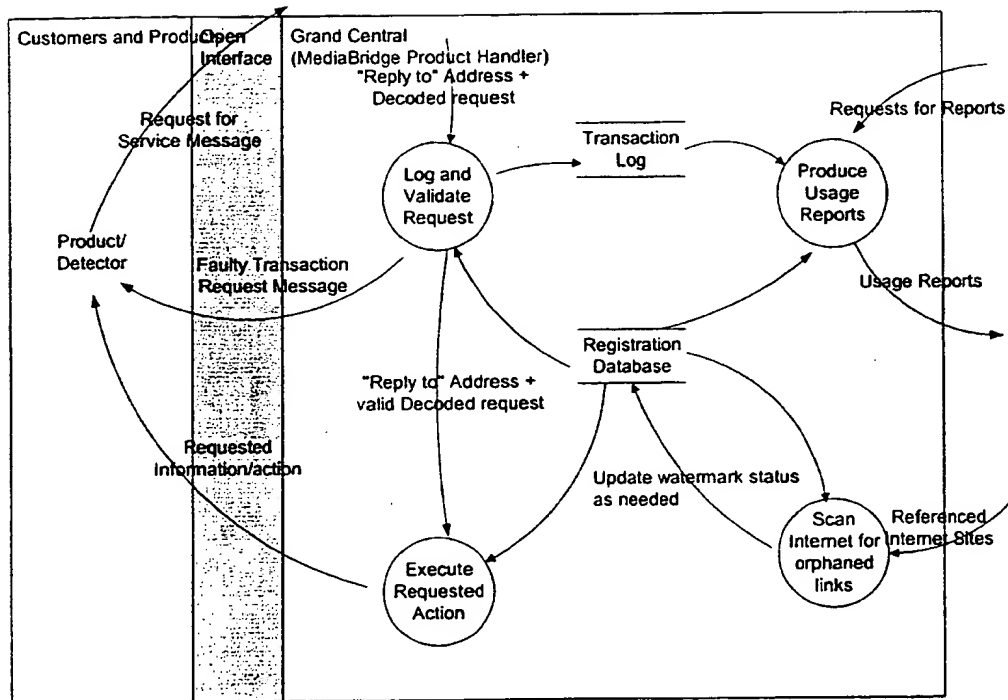 Customers and Products
Open
Interface
Grand Central
(MediaBridge Product Handler)
"Reply to" Address +
Decoded request
Requests for Reports
Request for
Service Message
Transaction
Log
Log and
Validate
Request
Produce
Usage
Reports
Product/
Detector
Faulty Transaction
Request Message
Usage Reports
Registration
Database
"Reply to" Address +
valid Decoded request
Requested
Information/action
Update watermark status
as needed
Scan
Internet for
orphaned
links
Referenced
Internet Sites
Execute
Requested
Action